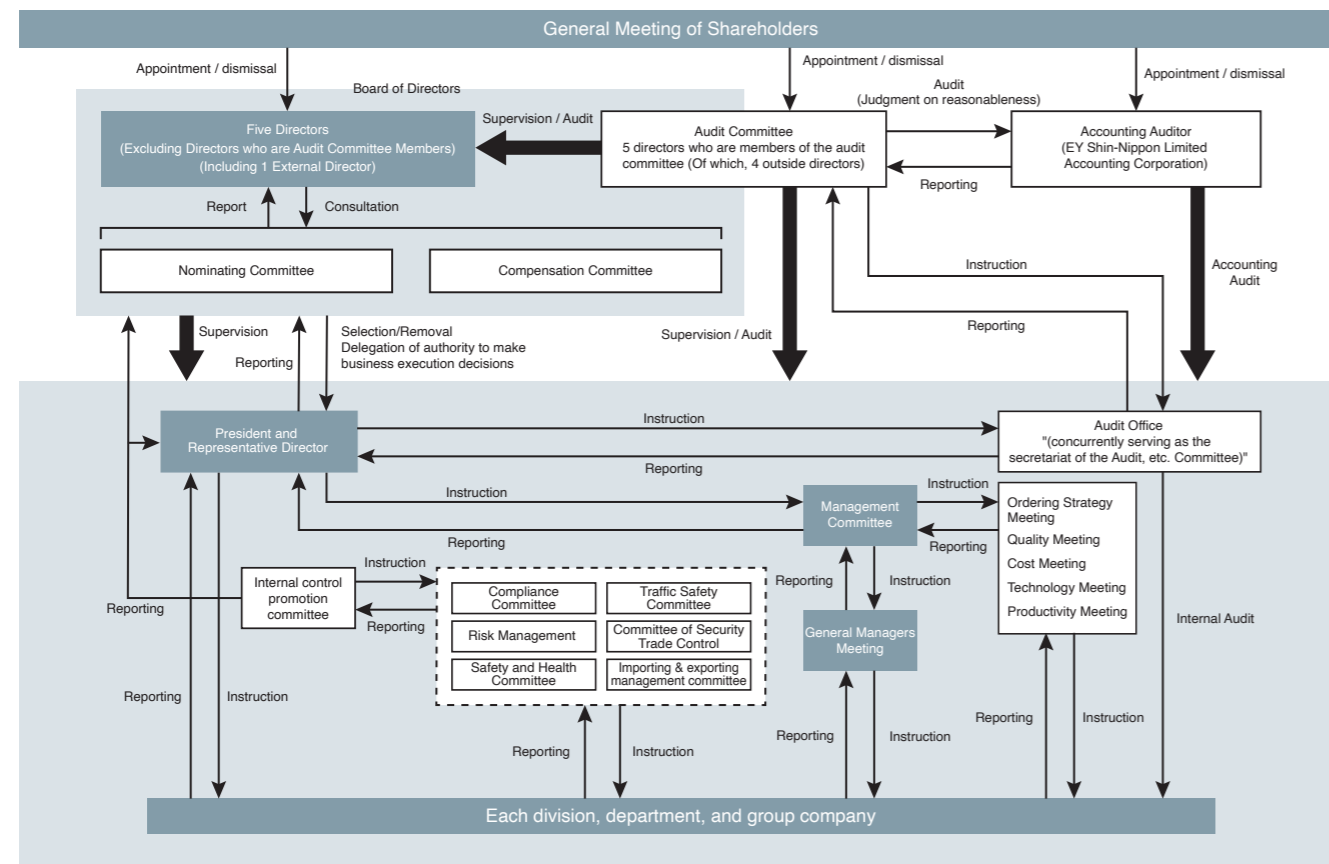 General Meeting of Shareholders
Appointment / dismissal
Appointment / dismissal
Appointment / dismissal
Board of Directors
Audit
(Judgment on reasonableness)
Five Directors
(Excluding Directors who are Audit Committee Members)
(Including 1 External Director)
Supervision / Audit
Audit Committee
5 directors who are members of the audit
committee (Of which, 4 outside directors)
Accounting Auditor
(EY Shin-Nippon Limited
Accounting Corporation)
Reporting
Report
Consultation
Nominating Committee
Compensation Committee
Instruction
Accounting
Audit
Reporting
Supervision
Reporting
Selection/Removal
Delegation of authority to make
business execution decisions
Supervision / Audit
President and
Representative Director
Instruction
Reporting
Audit Office
"(concurrently serving as the
secretariat of the Audit, etc. Committee)"
Instruction
Reporting
Management
Committee
Instruction
Reporting
Ordering Strategy
Meeting
Quality Meeting
Cost Meeting
Technology Meeting
Productivity Meeting
Internal control
promotion
committee
Reporting
Instruction
Reporting
Compliance
Committee
Traffic Safety
Committee
Risk Management
Committee of Security
Trade Control
Safety and Health
Committee
Importing & exporting
management committee
Reporting
Instruction
General Managers
Meeting
Internal Audit
Reporting
Instruction
Reporting
Instruction
Reporting
Instruction
Reporting
Instruction
Each division, department, and group company